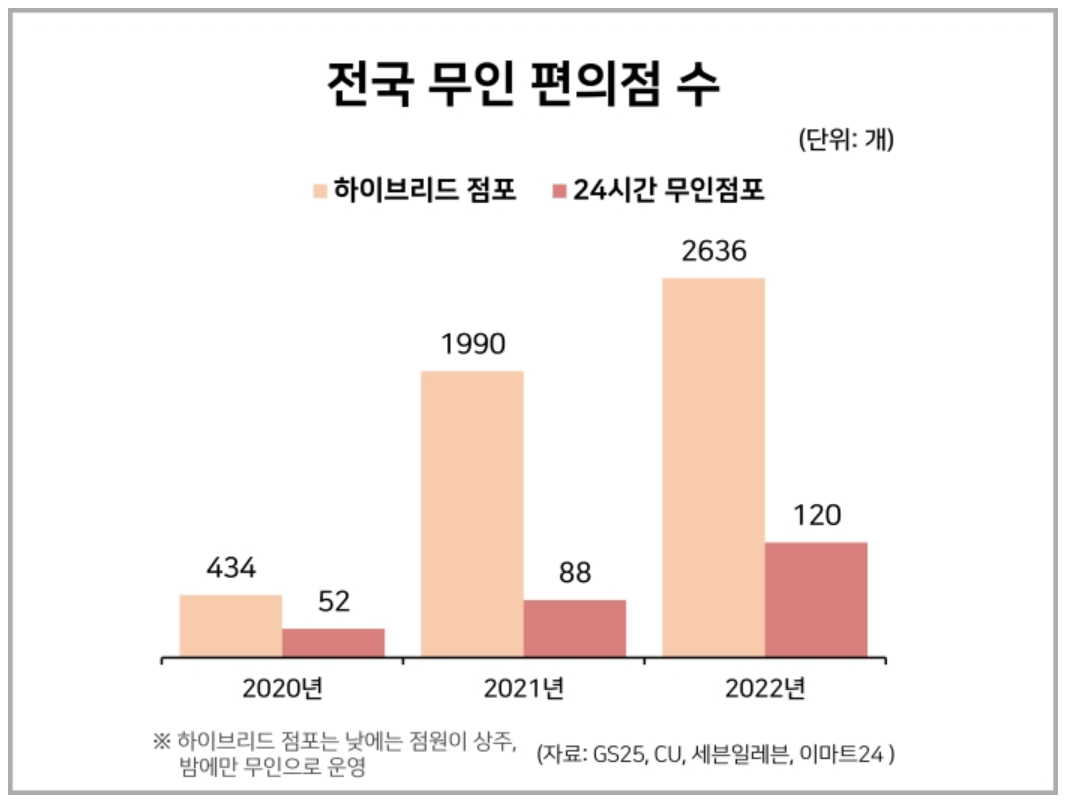 전국 무인 편의점 수
(단위: 개)
하이브리드 점포 24시간 무인점포
2636
1990
120
434
88
52
2020년 2021년 2022년
※ 하이브리드 점포는 낮에는 점원이 상주,
밤에만 무인으로 운영
(자료: GS25, CU, 세븐일레븐, 이마트24 )